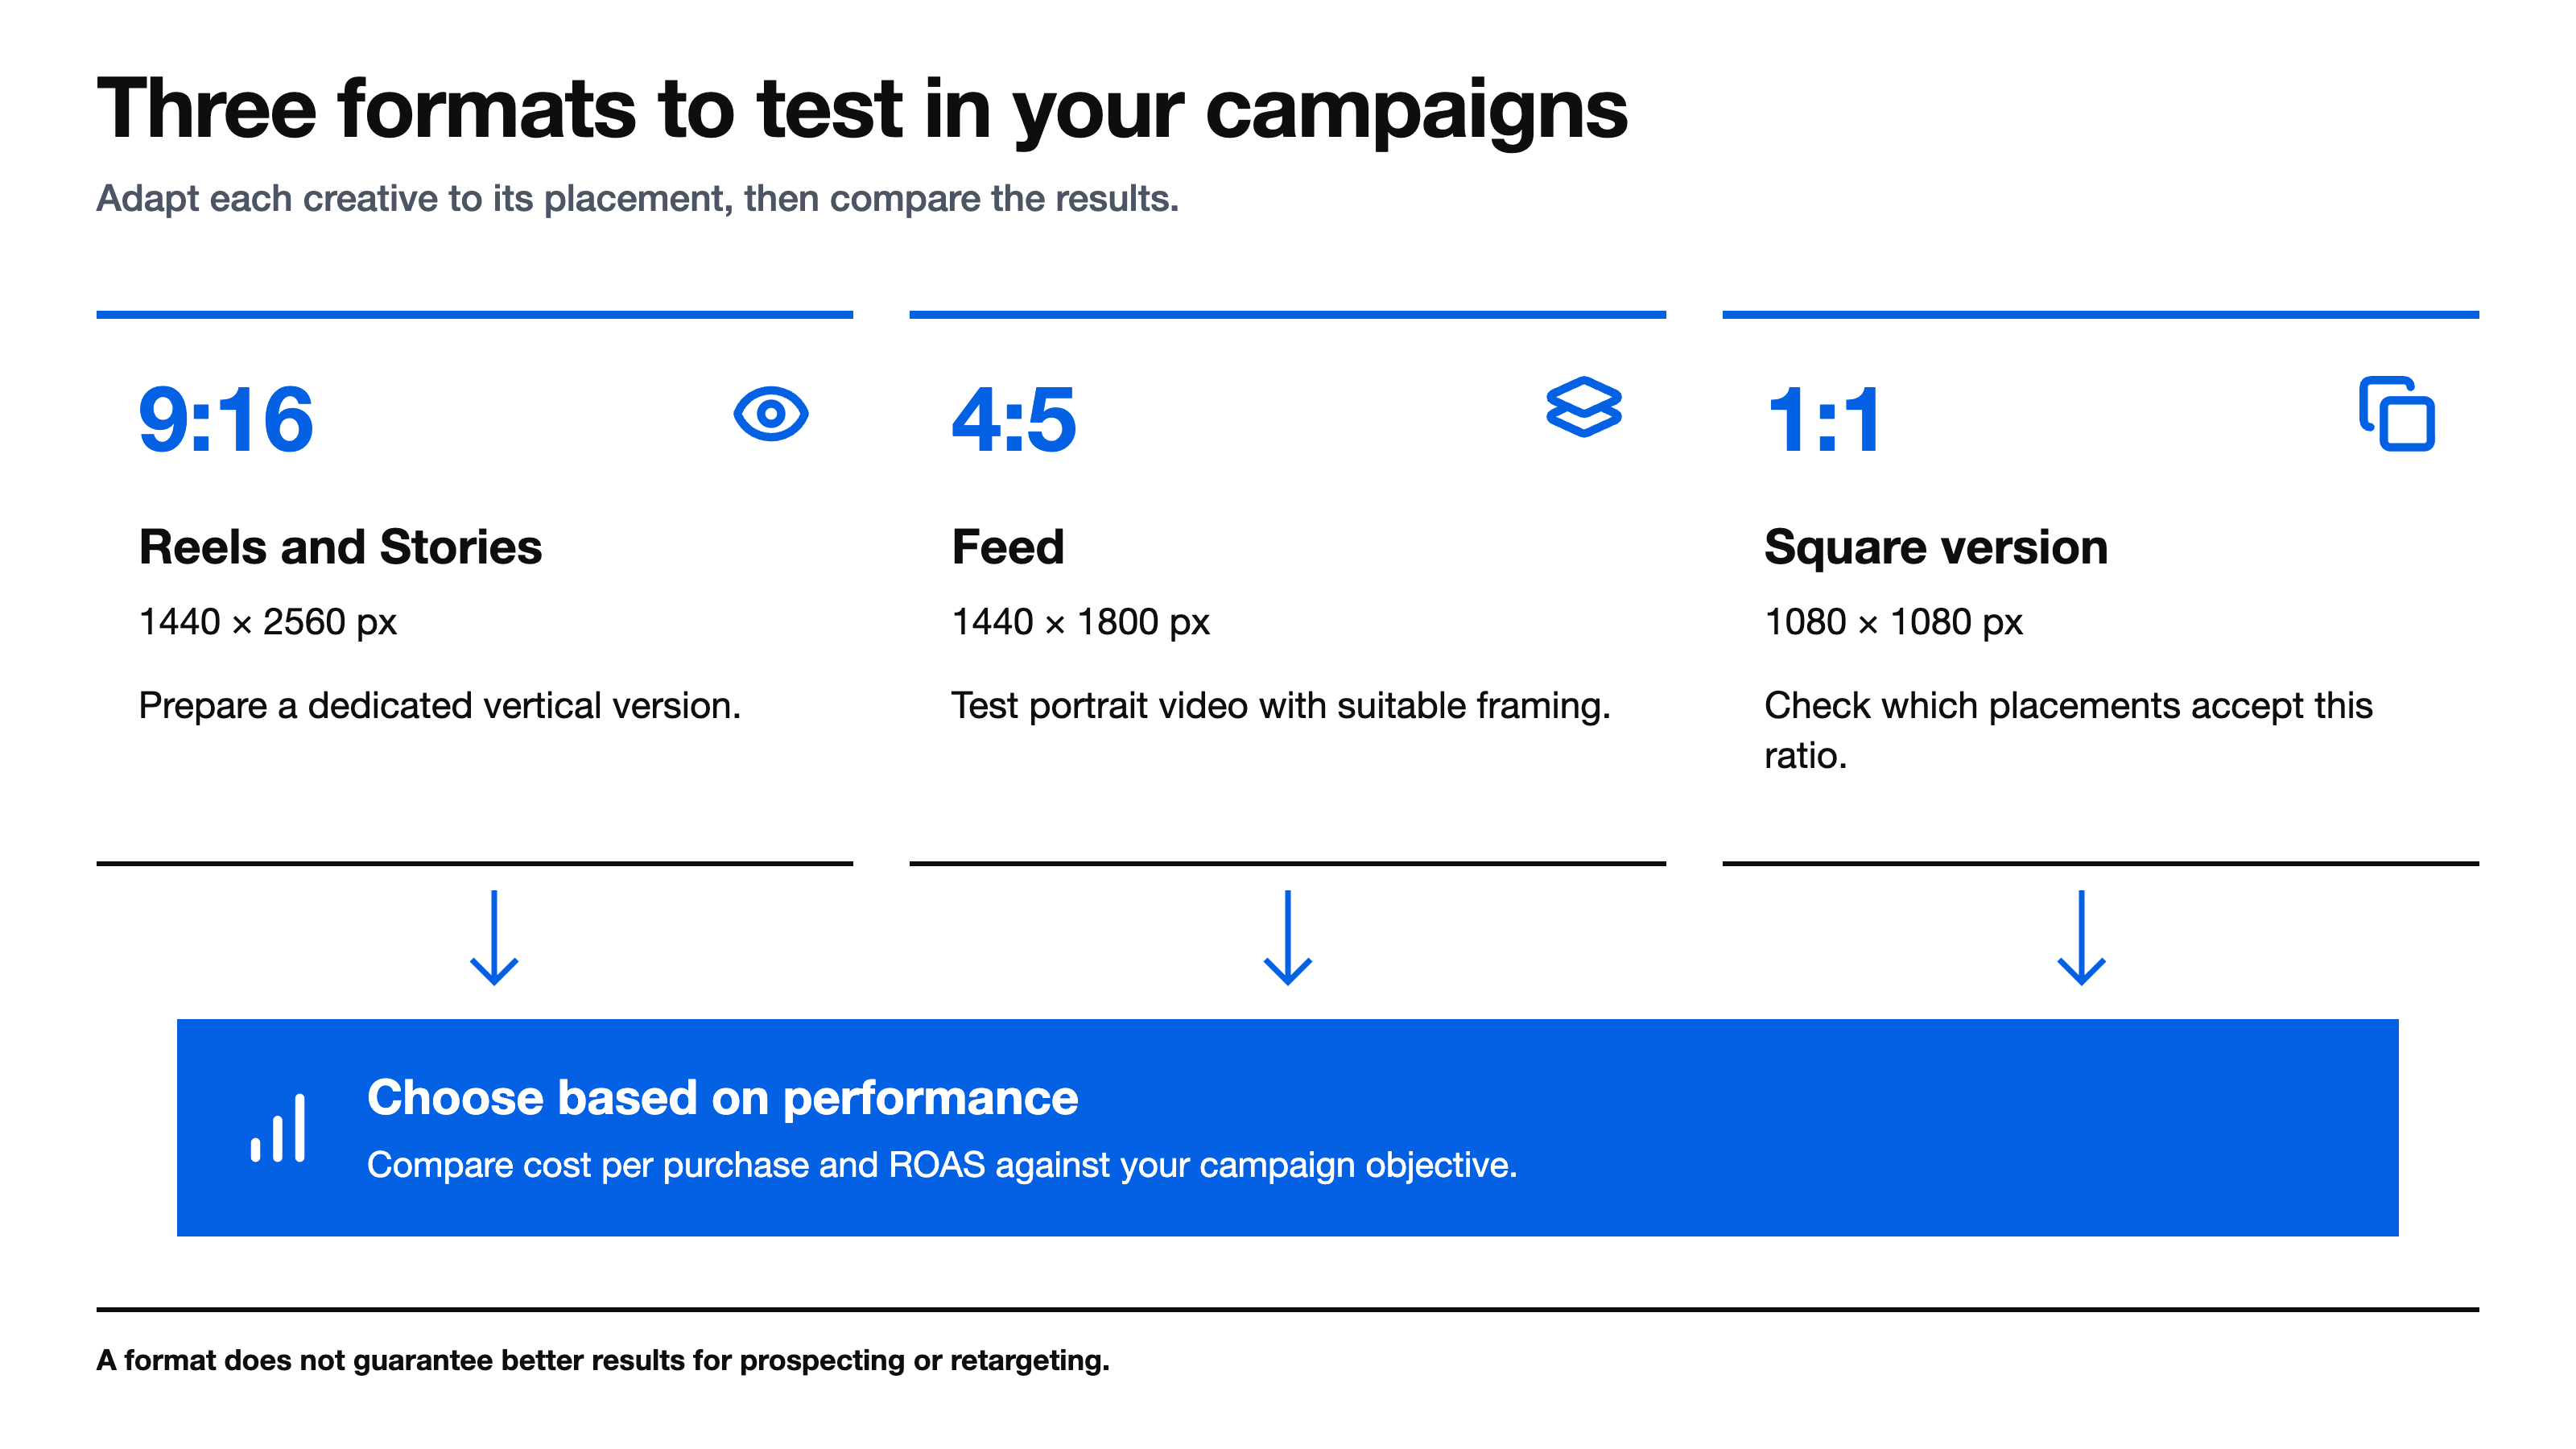 Three formats to test in your campaigns
Adapt each creative to its placement, then compare the results.
9:16
Reels and Stories
1440 × 2560 px
Prepare a dedicated vertical version.
4:5
Feed
1440 × 1800 px
Test portrait video with suitable framing.
1:1
Square version
1080 × 1080 px
Check which placements accept this
ratio.
Choose based on performance
Compare cost per purchase and ROAS against your campaign objective.
A format does not guarantee better results for prospecting or retargeting.